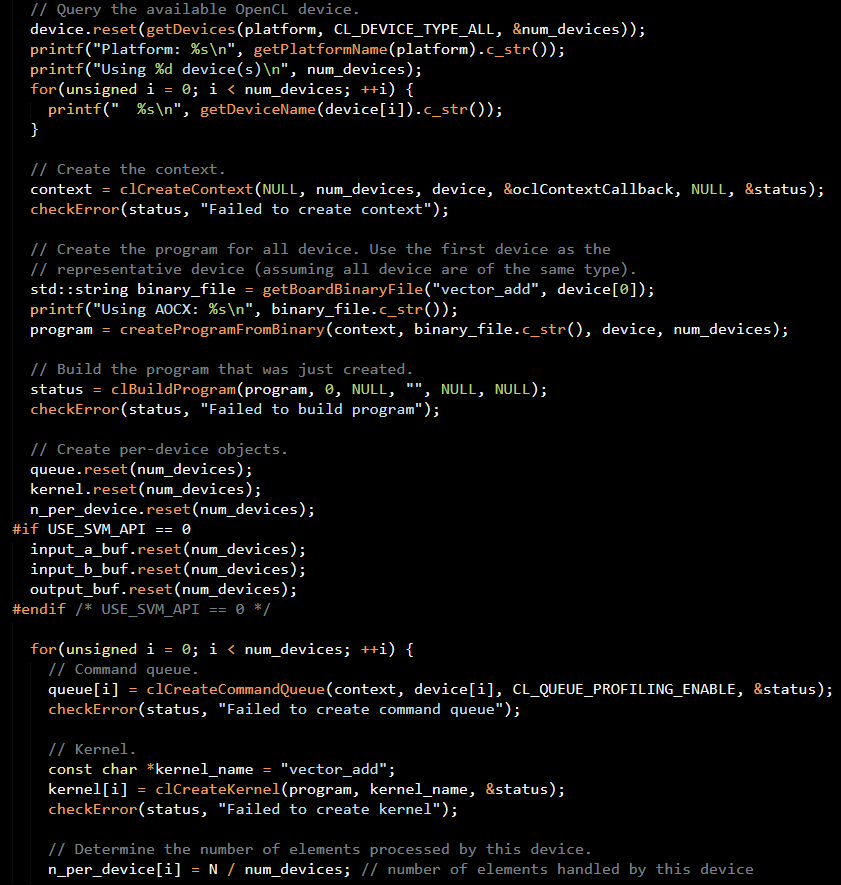 // Query the available OpenCL device.
device.reset(getDevices(platform, CL_DEVICE_TYPE_ALL, &num_devices));
printf("Platform: %s\n", getPlatformName(platform).c_str());
printf("Using %d device(s)\n", num_devices);
for(unsigned i = 0; i < num_devices; ++i) {
  printf("  %s\n", getDeviceName(device[i]).c_str());
}

// Create the context.
context = clCreateContext(NULL, num_devices, device, &oclContextCallback, NULL, &status);
checkError(status, "Failed to create context");

// Create the program for all device. Use the first device as the
// representative device (assuming all device are of the same type).
std::string binary_file = getBoardBinaryFile("vector_add", device[0]);
printf("Using AOCX: %s\n", binary_file.c_str());
program = createProgramFromBinary(context, binary_file.c_str(), device, num_devices);

// Build the program that was just created.
status = clBuildProgram(program, 0, NULL, "", NULL, NULL);
checkError(status, "Failed to build program");

// Create per-device objects.
queue.reset(num_devices);
kernel.reset(num_devices);
n_per_device.reset(num_devices);
#if USE_SVM_API == 0
input_a_buf.reset(num_devices);
input_b_buf.reset(num_devices);
output_buf.reset(num_devices);
#endif /* USE_SVM_API == 0 */

for(unsigned i = 0; i < num_devices; ++i) {
  // Command queue.
  queue[i] = clCreateCommandQueue(context, device[i], CL_QUEUE_PROFILING_ENABLE, &status);
  checkError(status, "Failed to create command queue");

  // Kernel.
  const char *kernel_name = "vector_add";
  kernel[i] = clCreateKernel(program, kernel_name, &status);
  checkError(status, "Failed to create kernel");

  // Determine the number of elements processed by this device.
  n_per_device[i] = N / num_devices; // number of elements handled by this device